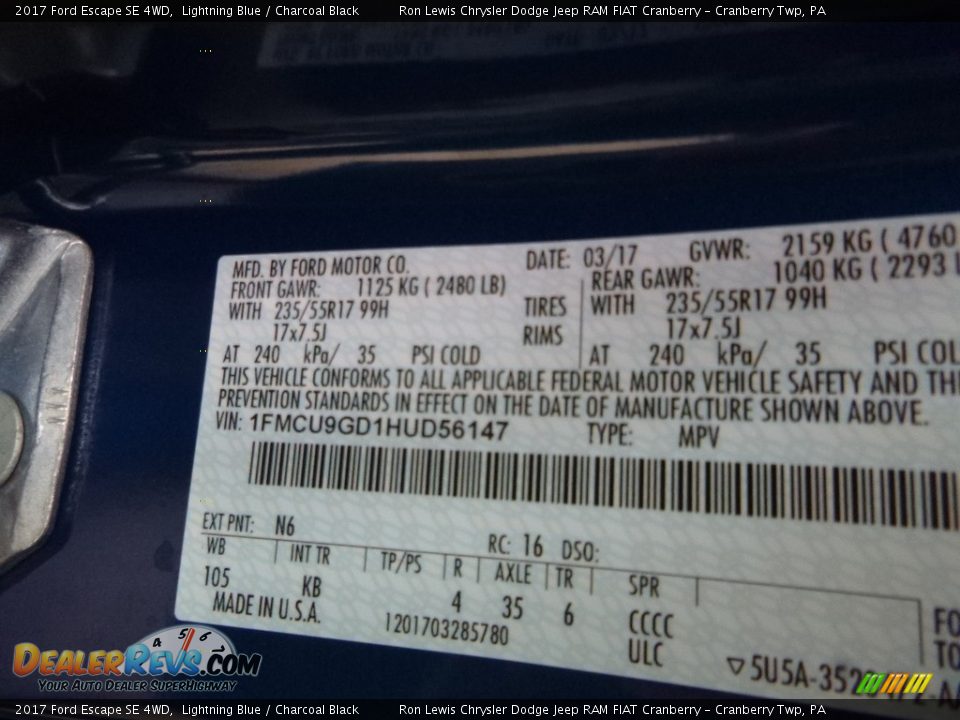 2017 Ford Escape SE 4WD, Lightning Blue / Charcoal Black Ron Lewis Chrysler Dodge Jeep RAM FIAT Cranberry - Cranberry Twp, PA
MFD. BY FORD MOTOR CO. DATE: 03/17 GVWR: 2159 KG ( 4760
FRONT GAWR: 1125 KG ( 2480 LB) REAR GAWR: 1040 KG ( 2293 L
WITH 235/55R17 99H TIRES WITH 235/55R17 99H
17x7.5J RIMS 17x7.5J
AT 240 kPa/ 35 PSI COLD AT 240 kPa/ 35 PSI COL
THIS VEHICLE CONFORMS TO ALL APPLICABLE FEDERAL MOTOR VEHICLE SAFETY AND
PREVENTION STANDARDS IN EFFECT ON THE DATE OF MANUFACTURE SHOWN ABOVE.
VIN: 1FMCU9GD1HUD56147 TYPE: MPV
EXT PNT: N6 RC: 16 DSO:
WB INT TR TP/PS R AXLE TR SPR
105 KB 4 35 6 CCCC
MADE IN U.S.A. 1201703285780 ULC
FO
TO
5U5A-352
DEALERREVS.COM
4 5 6
YOUR AUTO DEALER SUPERHIGHWAY
2017 Ford Escape SE 4WD, Lightning Blue / Charcoal Black Ron Lewis Chrysler Dodge Jeep RAM FIAT Cranberry - Cranberry Twp, PA